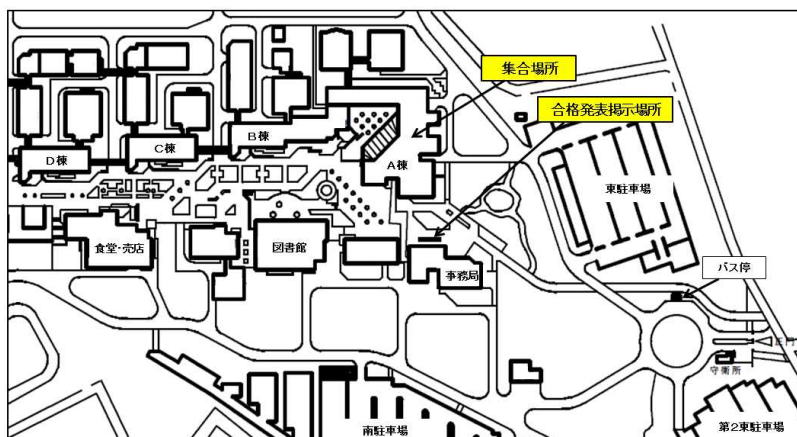 集合場所
合格発表掲示場所
B棟
C棟
D棟
A棟
東駐車場
食堂・売店
図書館
事務局
バス停
正門
守衛所
南駐車場
第2東駐車場